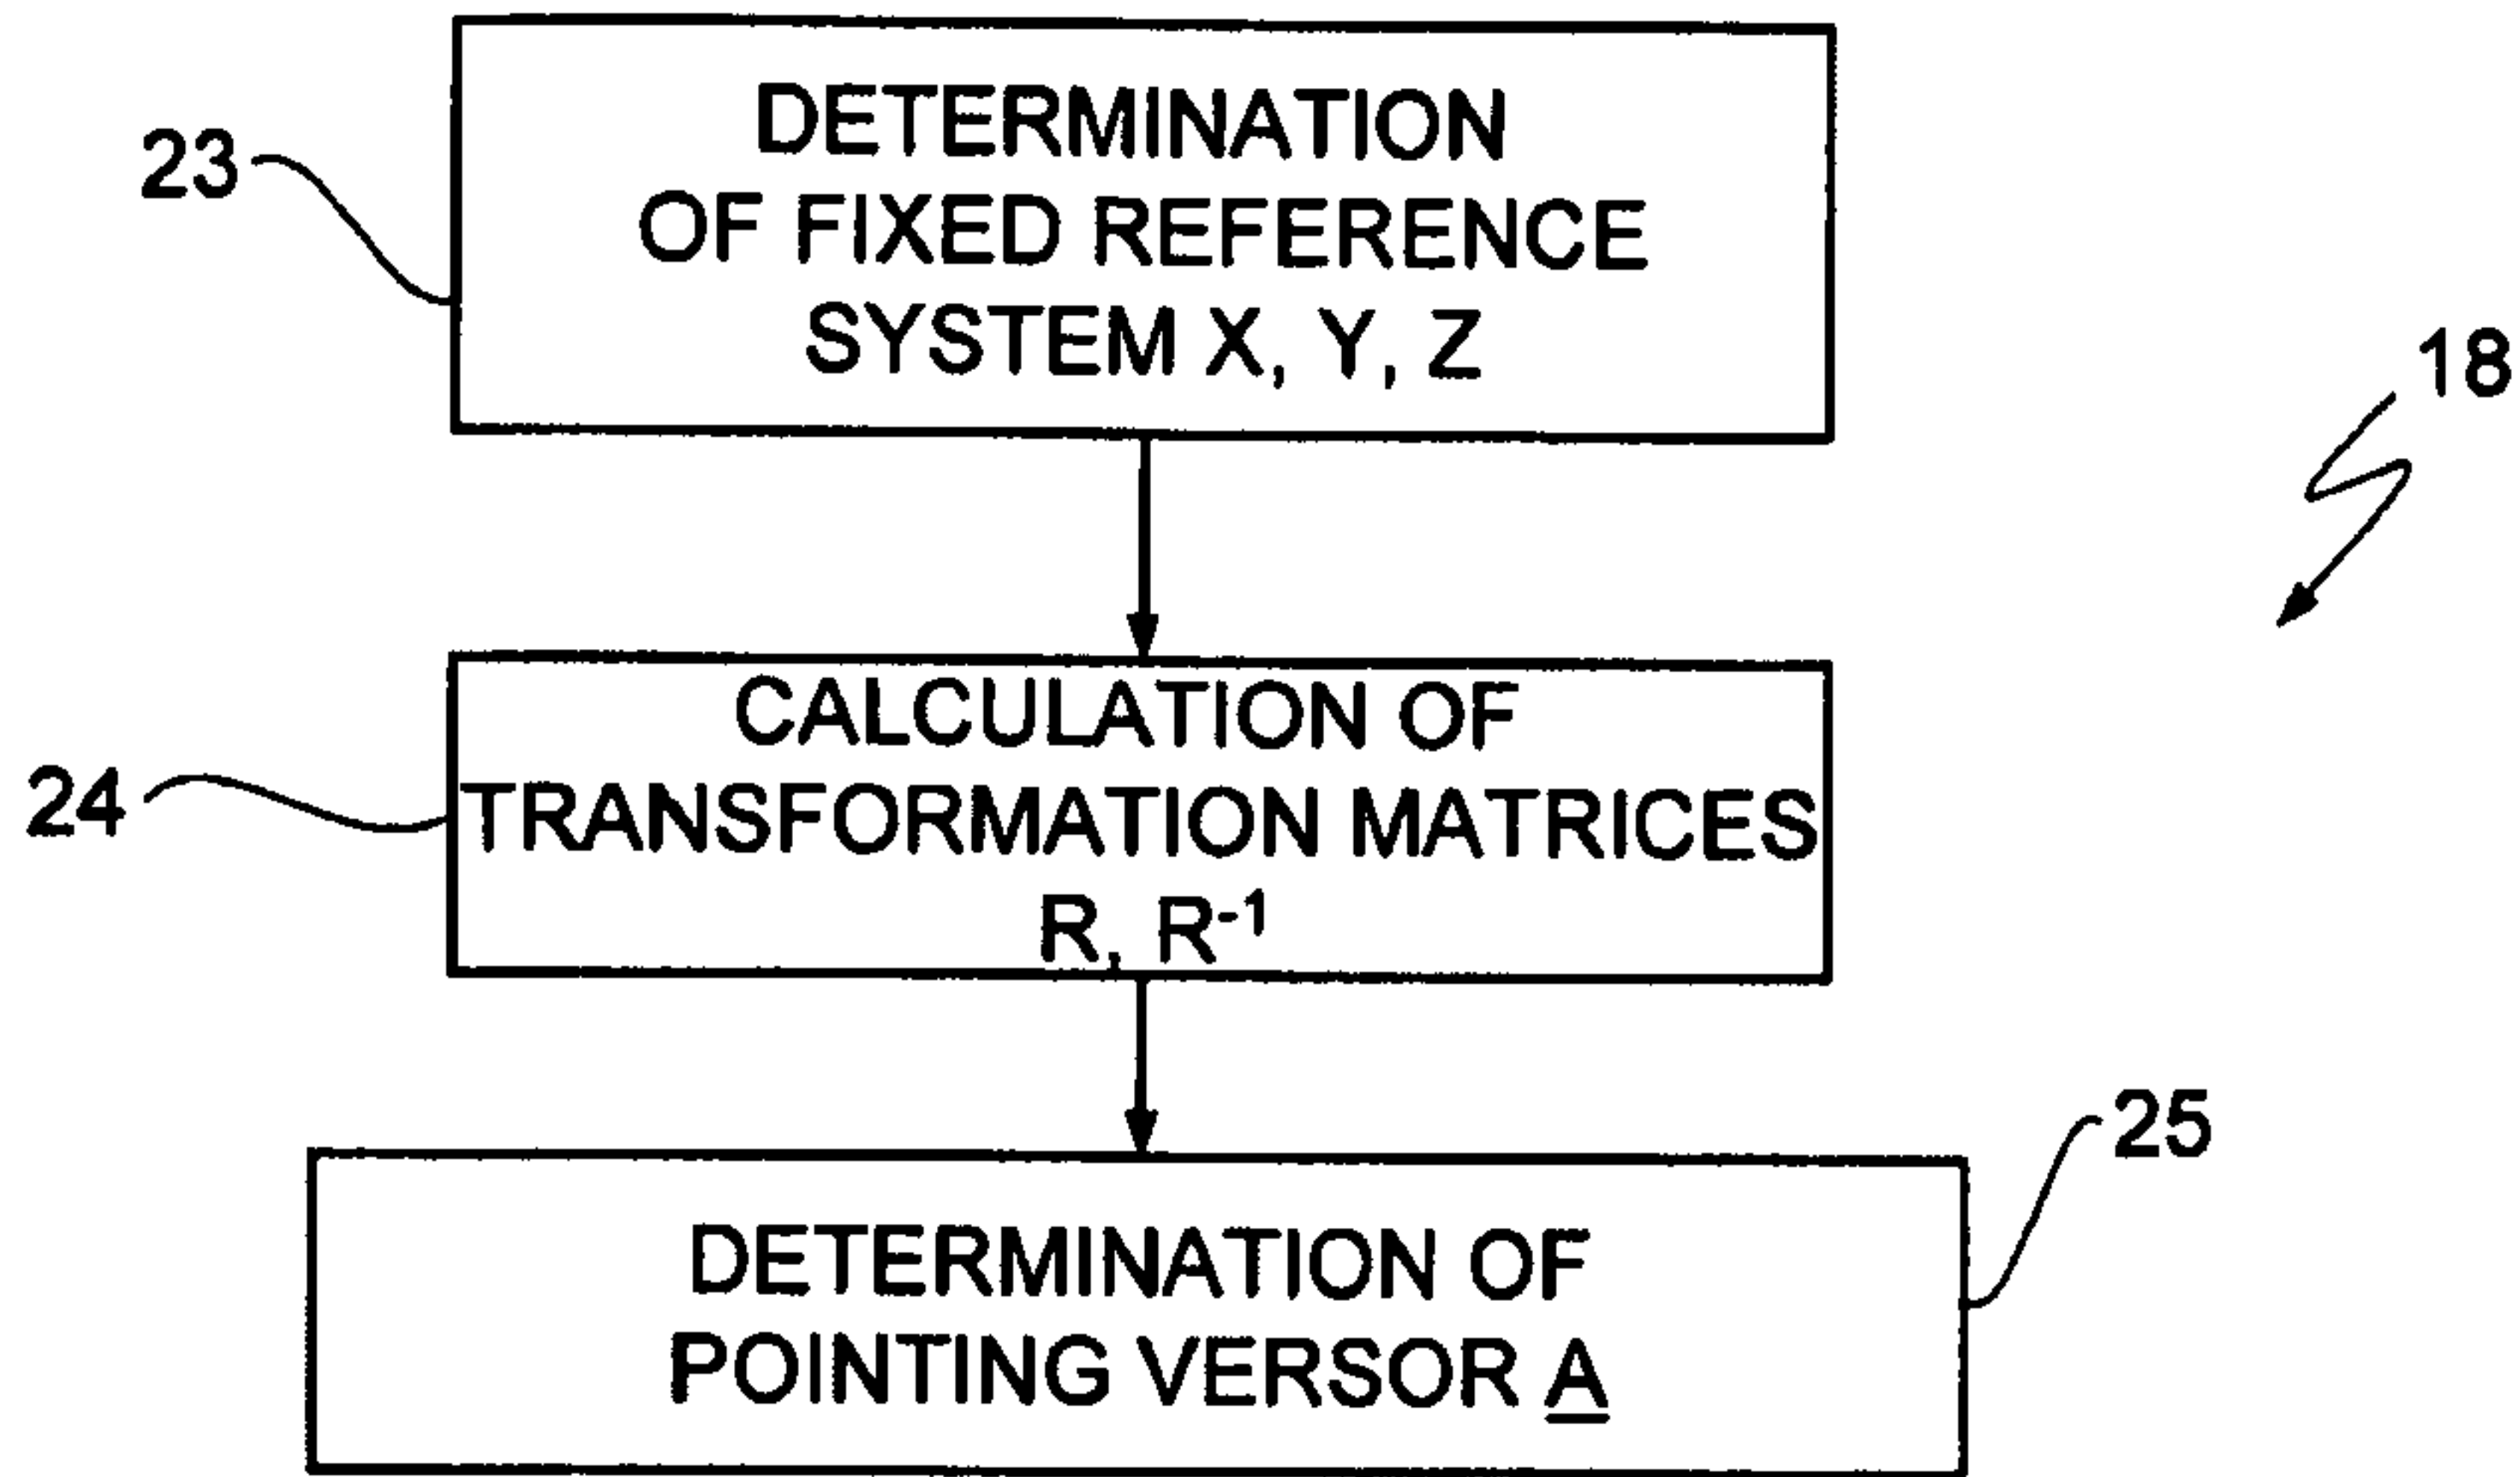 DETERMINATION
OF FIXED REFERENCE
SYSTEM X, Y, Z
23
18
CALCULATION OF
TRANSFORMATION MATRICES
R, R⁻¹
24
DETERMINATION OF
POINTING VERSOR A
25